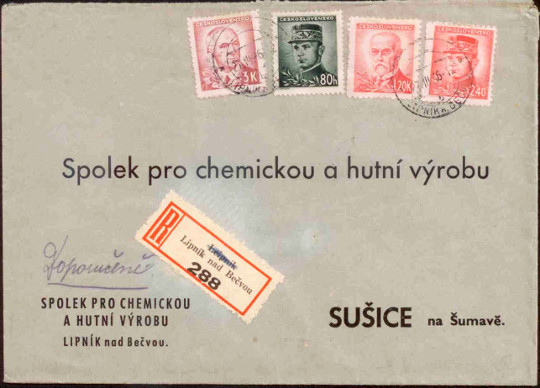 ČESKOSLOVENSKO
3K
ČESKOSLOVENSKO
80h
ČESKOSLOVENSKO
1.20K
ČESKOSLOVENSKO
2.40
Spolek pro chemickou a hutní výrobu
R
Lipník nad Bečvou
288
Doporučeně
SPOLEK PRO CHEMICKOU
A HUTNÍ VÝROBU
LIPNÍK nad Bečvou.
SUŠICE na Šumavě.